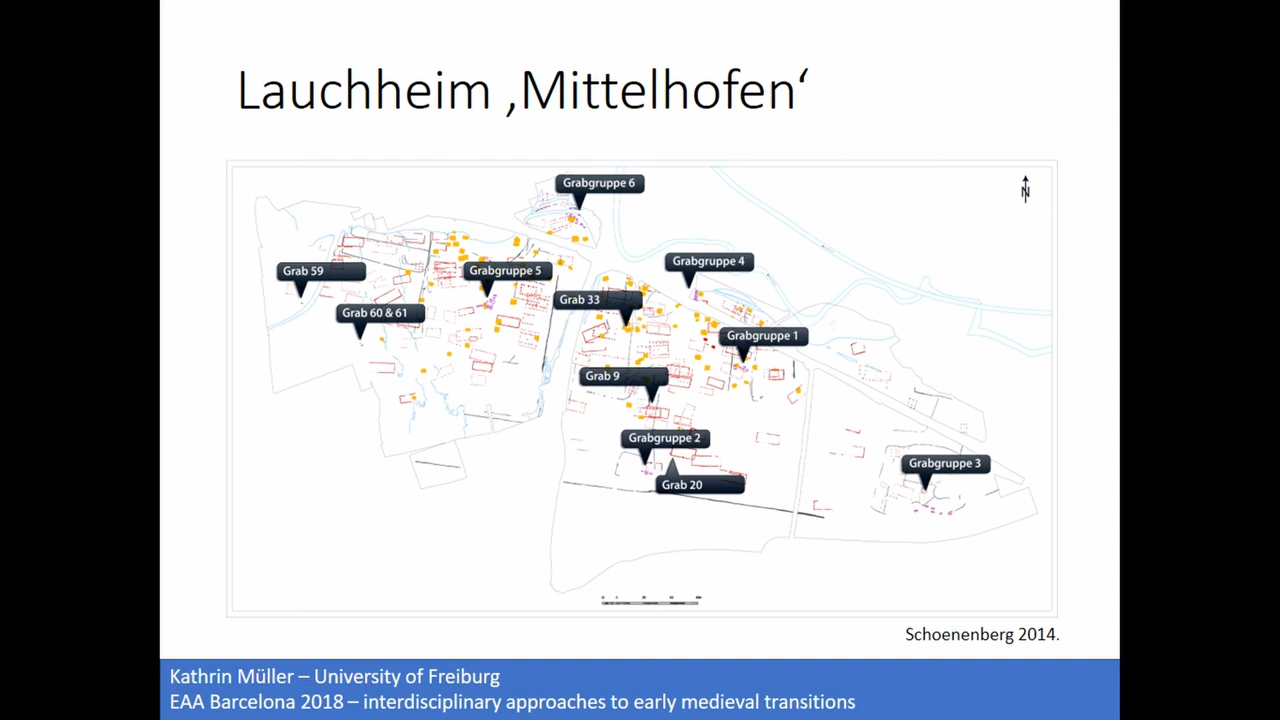 Lauchheim ‚Mittelhofen‘
Grabgruppe 6
N
Grabgruppe 4
Grab 59
Grabgruppe 5
Grab 33
Grab 60 & 61
Grabgruppe 1
Grab 9
Grabgruppe 2
Grabgruppe 3
Grab 20
Schoenenberg 2014.
Kathrin Müller – University of Freiburg
EAA Barcelona 2018 – interdisciplinary approaches to early medieval transitions